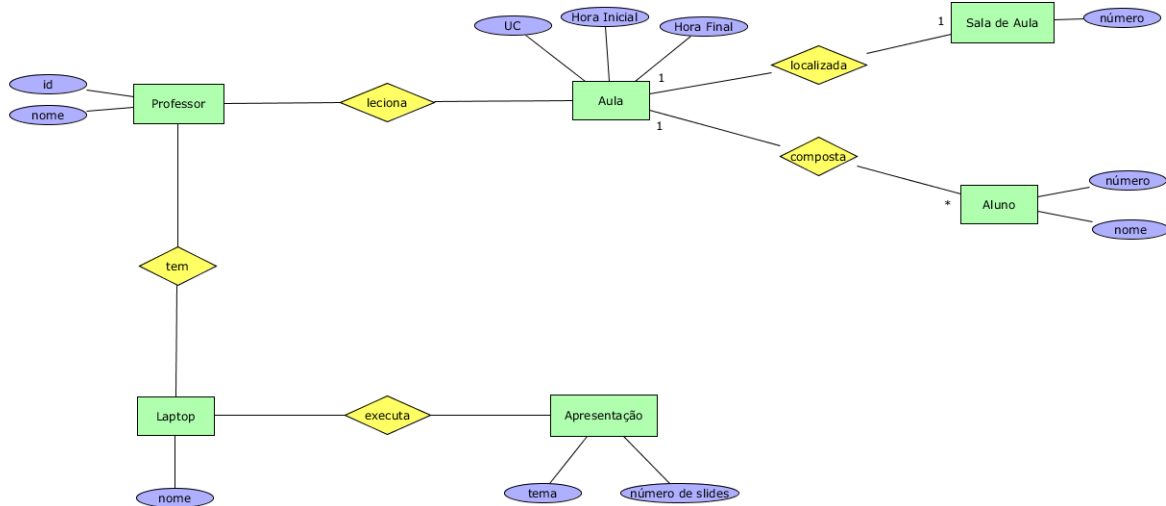 UC
Hora Inicial
Hora Final
1
Sala de Aula
número
localizada
id
nome
Professor
leciona
Aula
1
1
composta
*
Aluno
número
nome
tem
Laptop
executa
Apresentação
nome
tema
número de slides